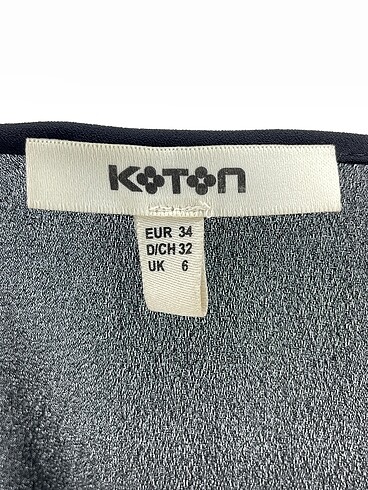 KOTON
EUR 34
D/CH 32
UK 6